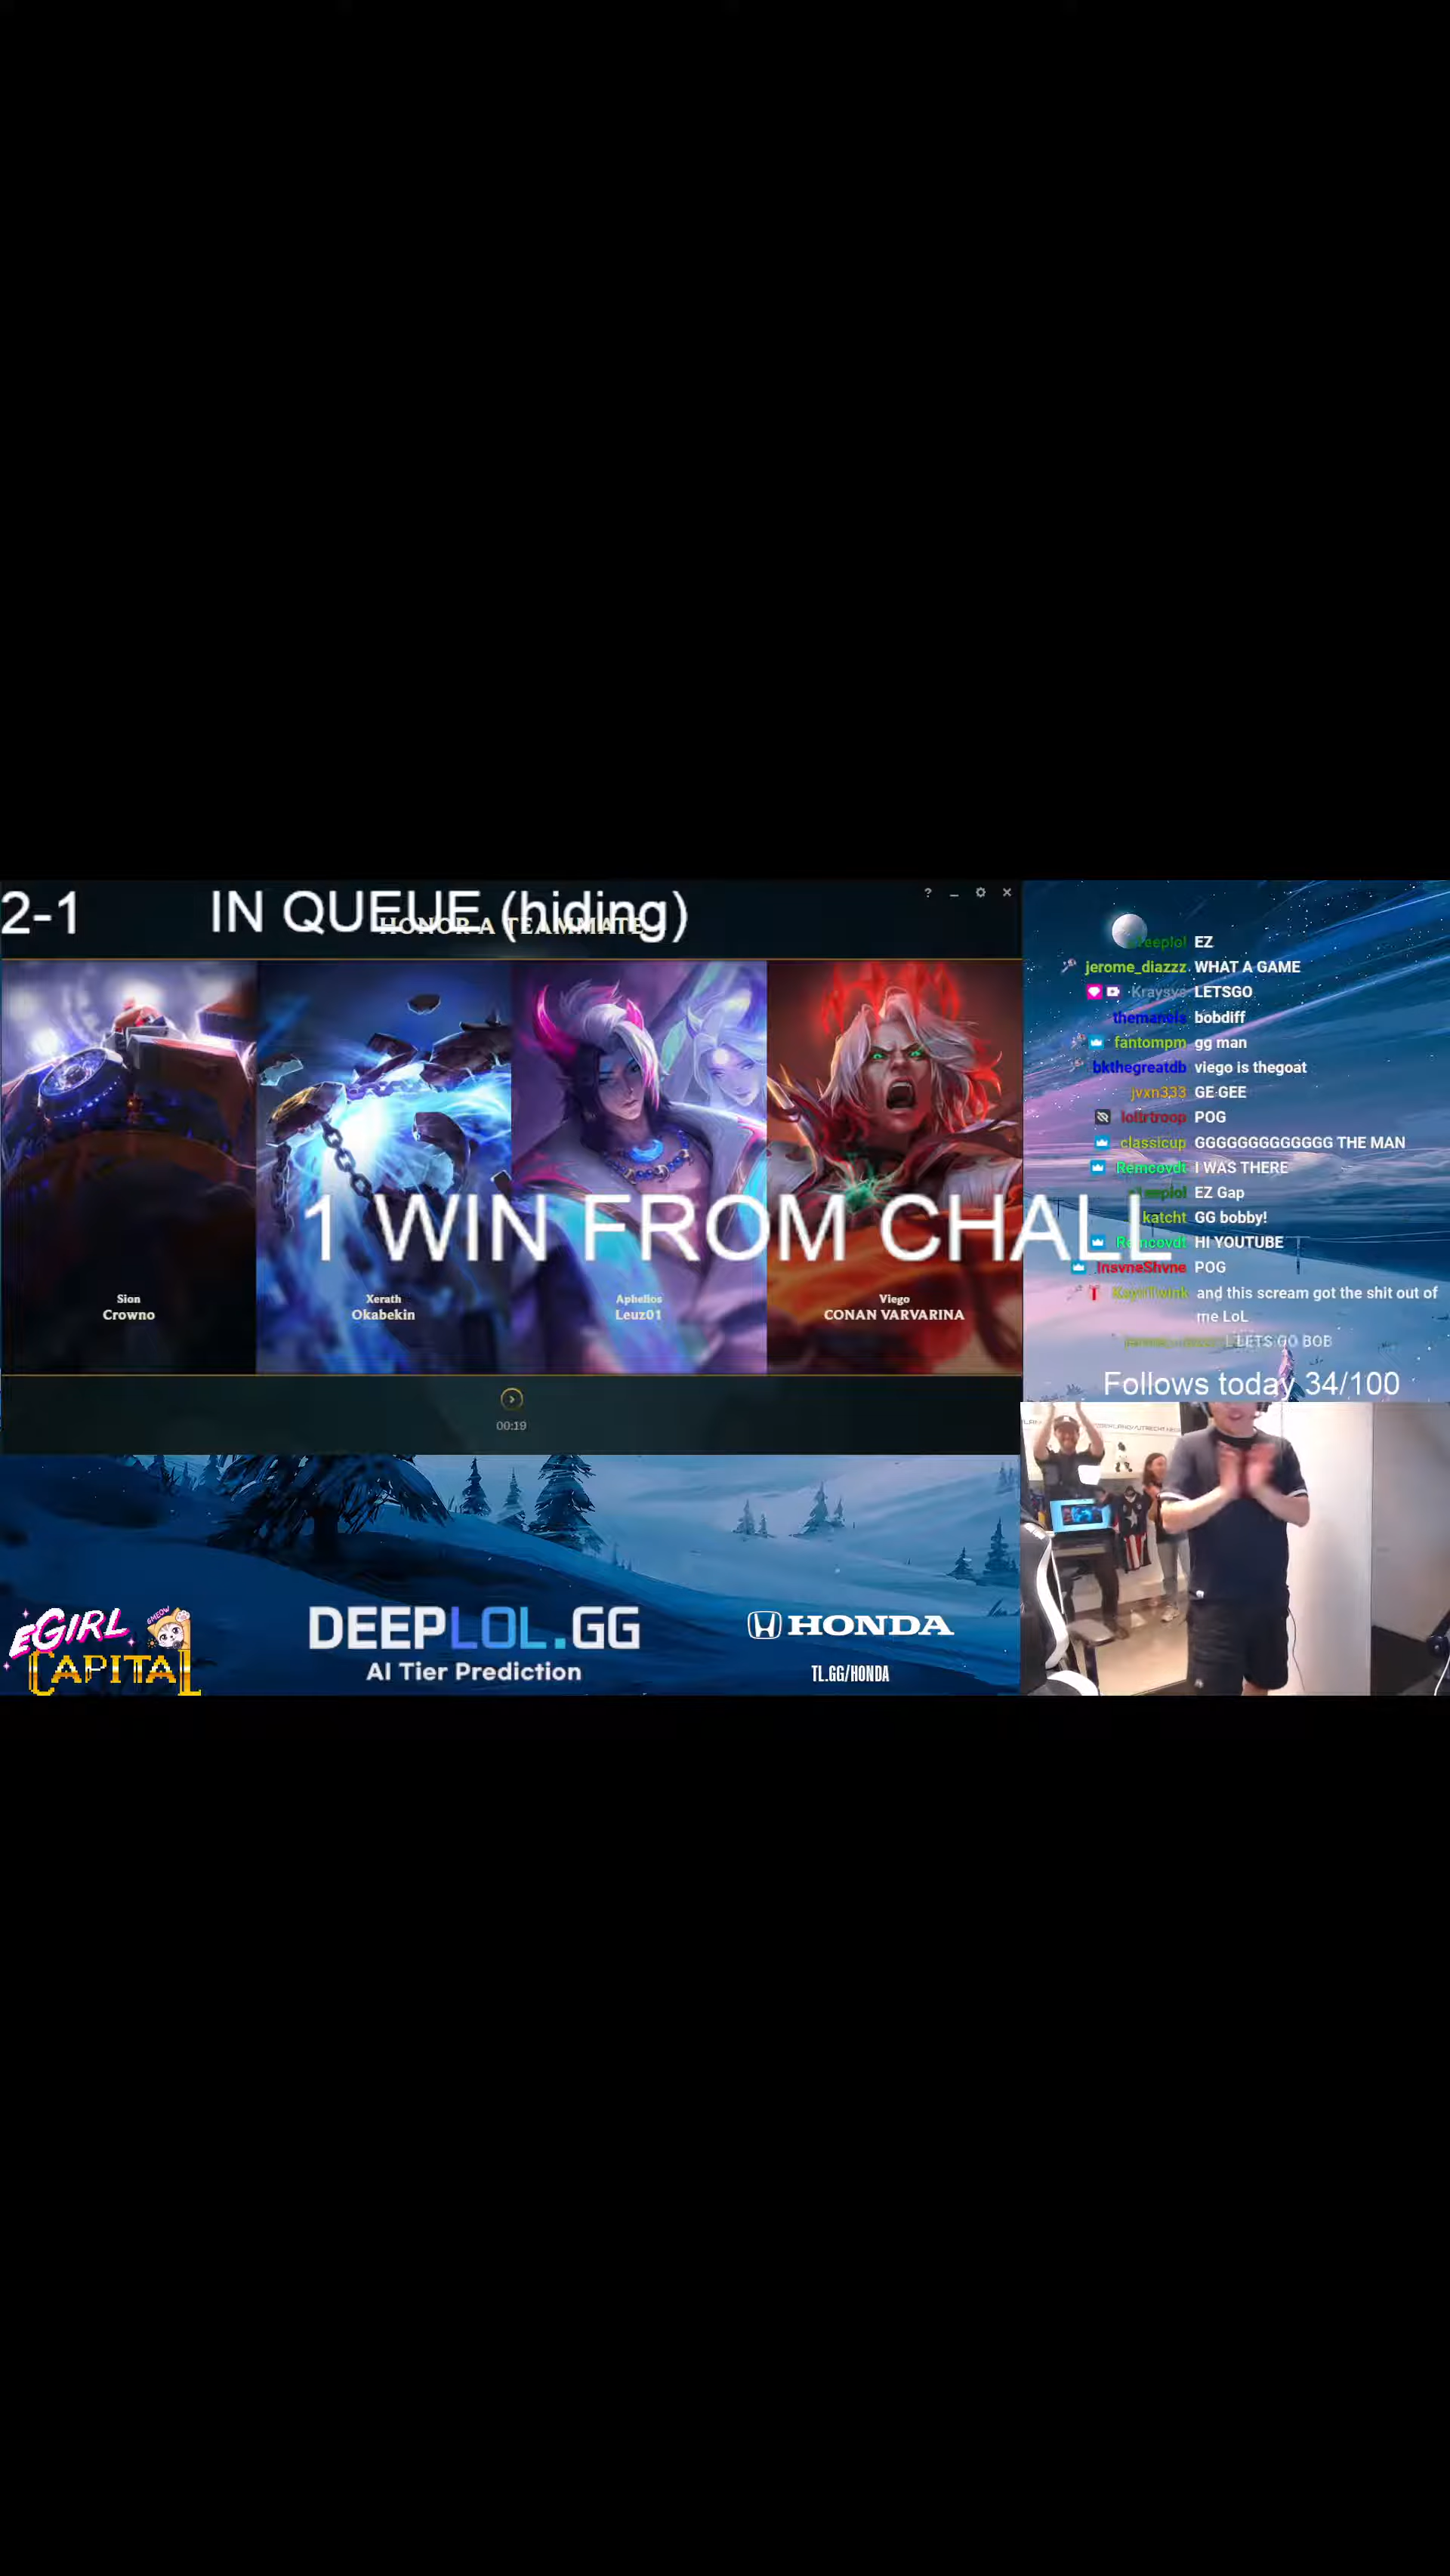 2-1
IN QUEUE (hiding)
HONOR A TEAMMATE
?
EZ
jerome_diazzz WHAT A GAME
Kraysys LETSGO
bobdiff
fantompm gg man
bkthegreatdb viego is thegoat
jvxn333 GE GEE
loltrtroop POG
classicup GGGGGGGGGGGGG THE MAN
Remcovdt I WAS THERE
EZ Gap
katcht GG bobby!
Remcovdt HI YOUTUBE
InsvneShvne POG
and this scream got the shit out of
me LoL
LETS GO BOB
1 WIN FROM CHALL
Sion
Crowno
Xerath
Okabekin
Aphelios
Leuz01
Viego
CONAN VARVARINA
00:19
Follows today 34/100
EGIRL
CAPITAL
DEEPLOL.GG
AI Tier Prediction
HONDA
TL.GG/HONDA